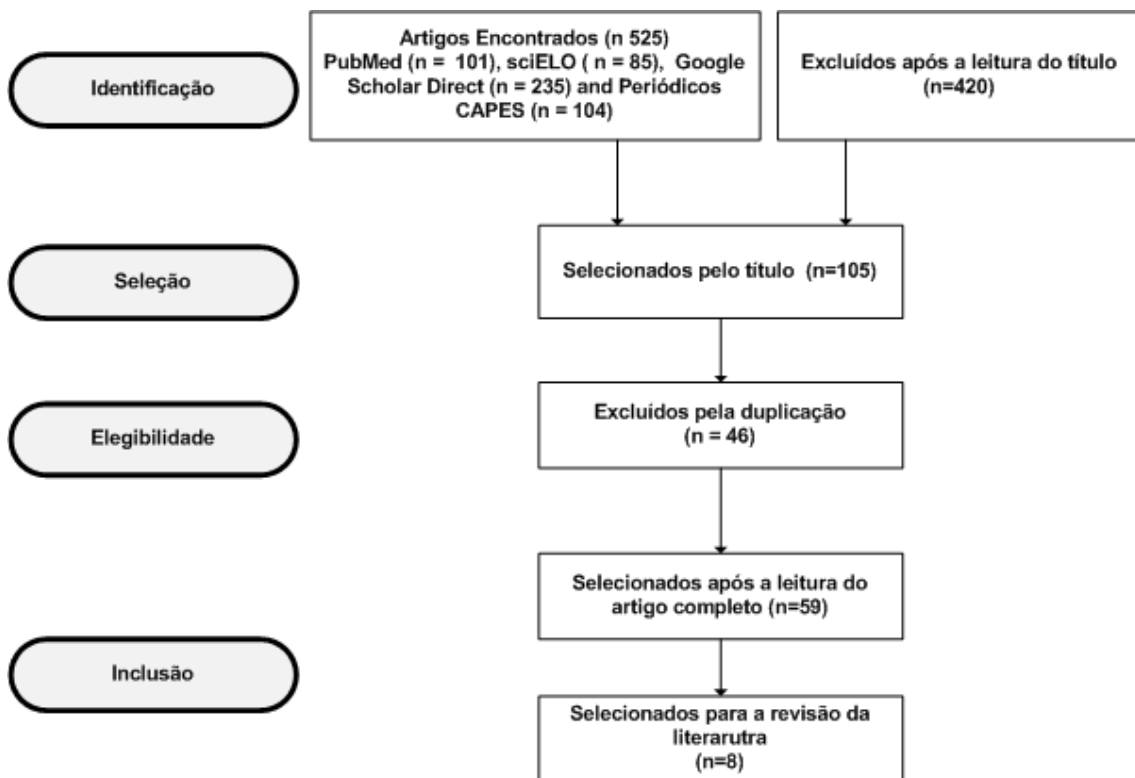 Identificação
Artigos Encontrados (n 525)
PubMed (n = 101), sciELO ( n = 85), Google
Scholar Direct (n = 235) and Periódicos
CAPES (n = 104)
Excluídos após a leitura do título
(n=420)
Seleção
Selecionados pelo título (n=105)
Elegibilidade
Excluídos pela duplicação
(n = 46)
Selecionados após a leitura do
artigo completo (n=59)
Inclusão
Selecionados para a revisão da
literarutra
(n=8)